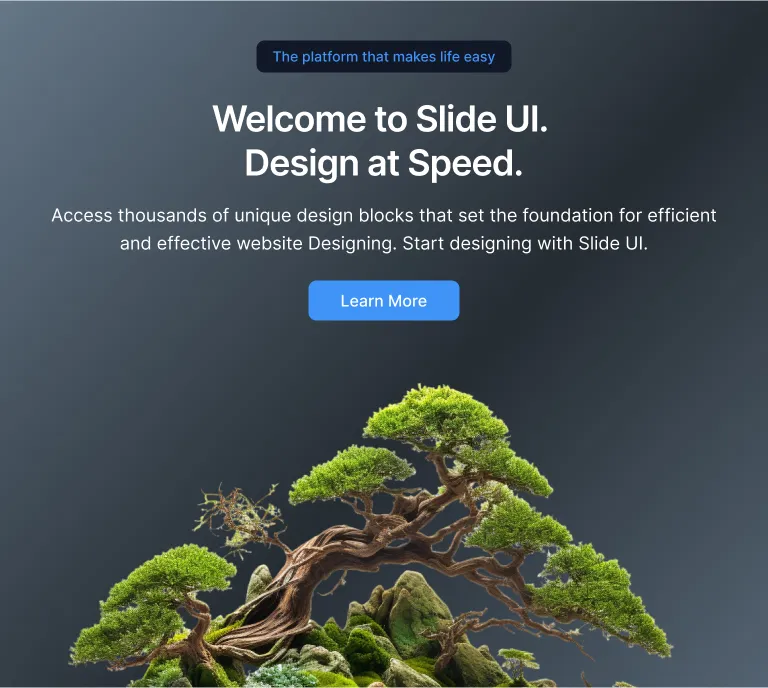 The platform that makes life easy
Welcome to Slide UI.
Design at Speed.
Access thousands of unique design blocks that set the foundation for efficient
and effective website Designing. Start designing with Slide UI.
Learn More